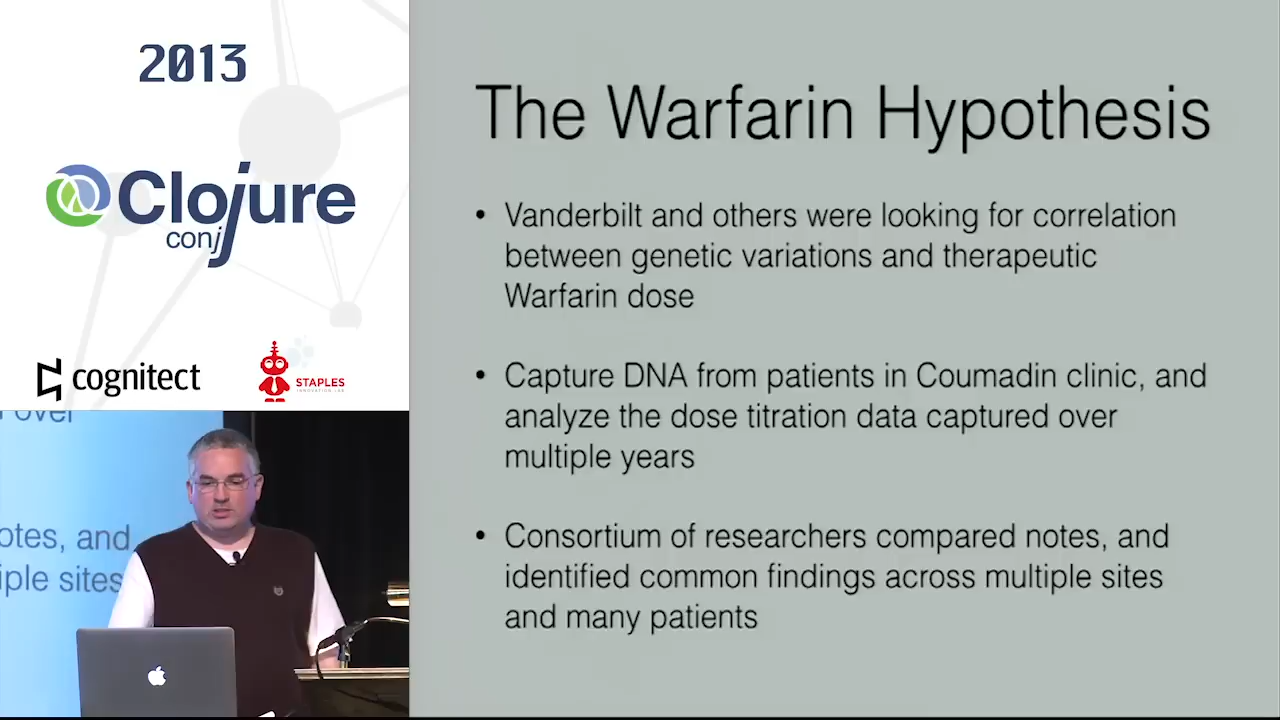 2013
Clojure
conj
cognitect
STAPLES
INNOVATION LAB
over
otes, and
iple sites
The Warfarin Hypothesis
• Vanderbilt and others were looking for correlation
between genetic variations and therapeutic
Warfarin dose
• Capture DNA from patients in Coumadin clinic, and
analyze the dose titration data captured over
multiple years
• Consortium of researchers compared notes, and
identified common findings across multiple sites
and many patients